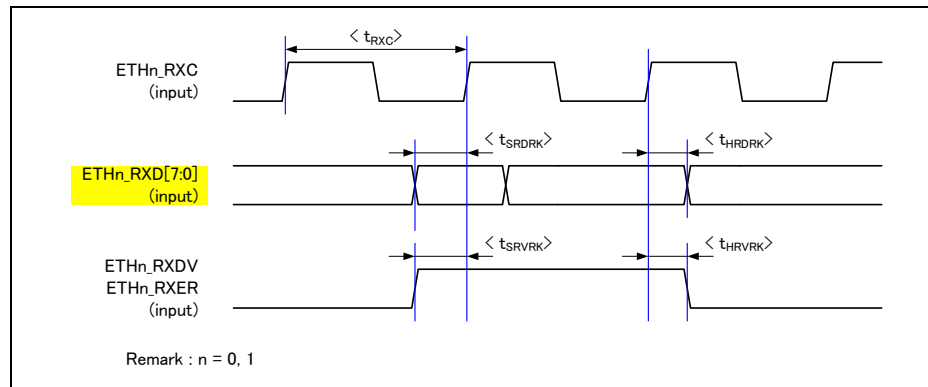 < tRXC>
ETHn_RXC
(input)
< tSRDRK>
< tHRDRK>
ETHn_RXD[7:0]
(input)
< tSRVRK>
< tHRVRK>
ETHn_RXDV
ETHn_RXER
(input)
Remark : n = 0, 1